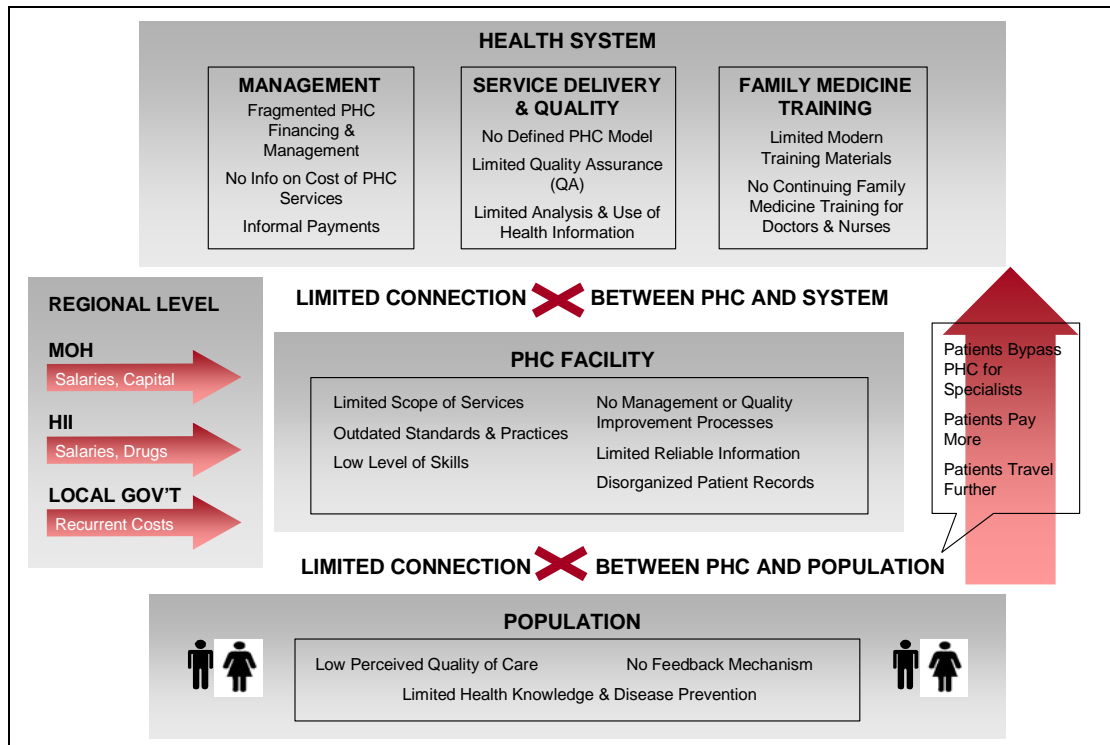 HEALTH SYSTEM
MANAGEMENT
Fragmented PHC
Financing &
Management
No Info on Cost of PHC
Services
Informal Payments
SERVICE DELIVERY
& QUALITY
No Defined PHC Model
Limited Quality Assurance
(QA)
Limited Analysis & Use of
Health Information
FAMILY MEDICINE
TRAINING
Limited Modern
Training Materials
No Continuing Family
Medicine Training for
Doctors & Nurses
LIMITED CONNECTION BETWEEN PHC AND SYSTEM
REGIONAL LEVEL
MOH
Salaries, Capital
HII
Salaries, Drugs
LOCAL GOV'T
Recurrent Costs
PHC FACILITY
Limited Scope of Services
Outdated Standards & Practices
Low Level of Skills
No Management or Quality
Improvement Processes
Limited Reliable Information
Disorganized Patient Records
Patients Bypass
PHC for
Specialists
Patients Pay
More
Patients Travel
Further
LIMITED CONNECTION BETWEEN PHC AND POPULATION
POPULATION
Low Perceived Quality of Care
No Feedback Mechanism
Limited Health Knowledge & Disease Prevention